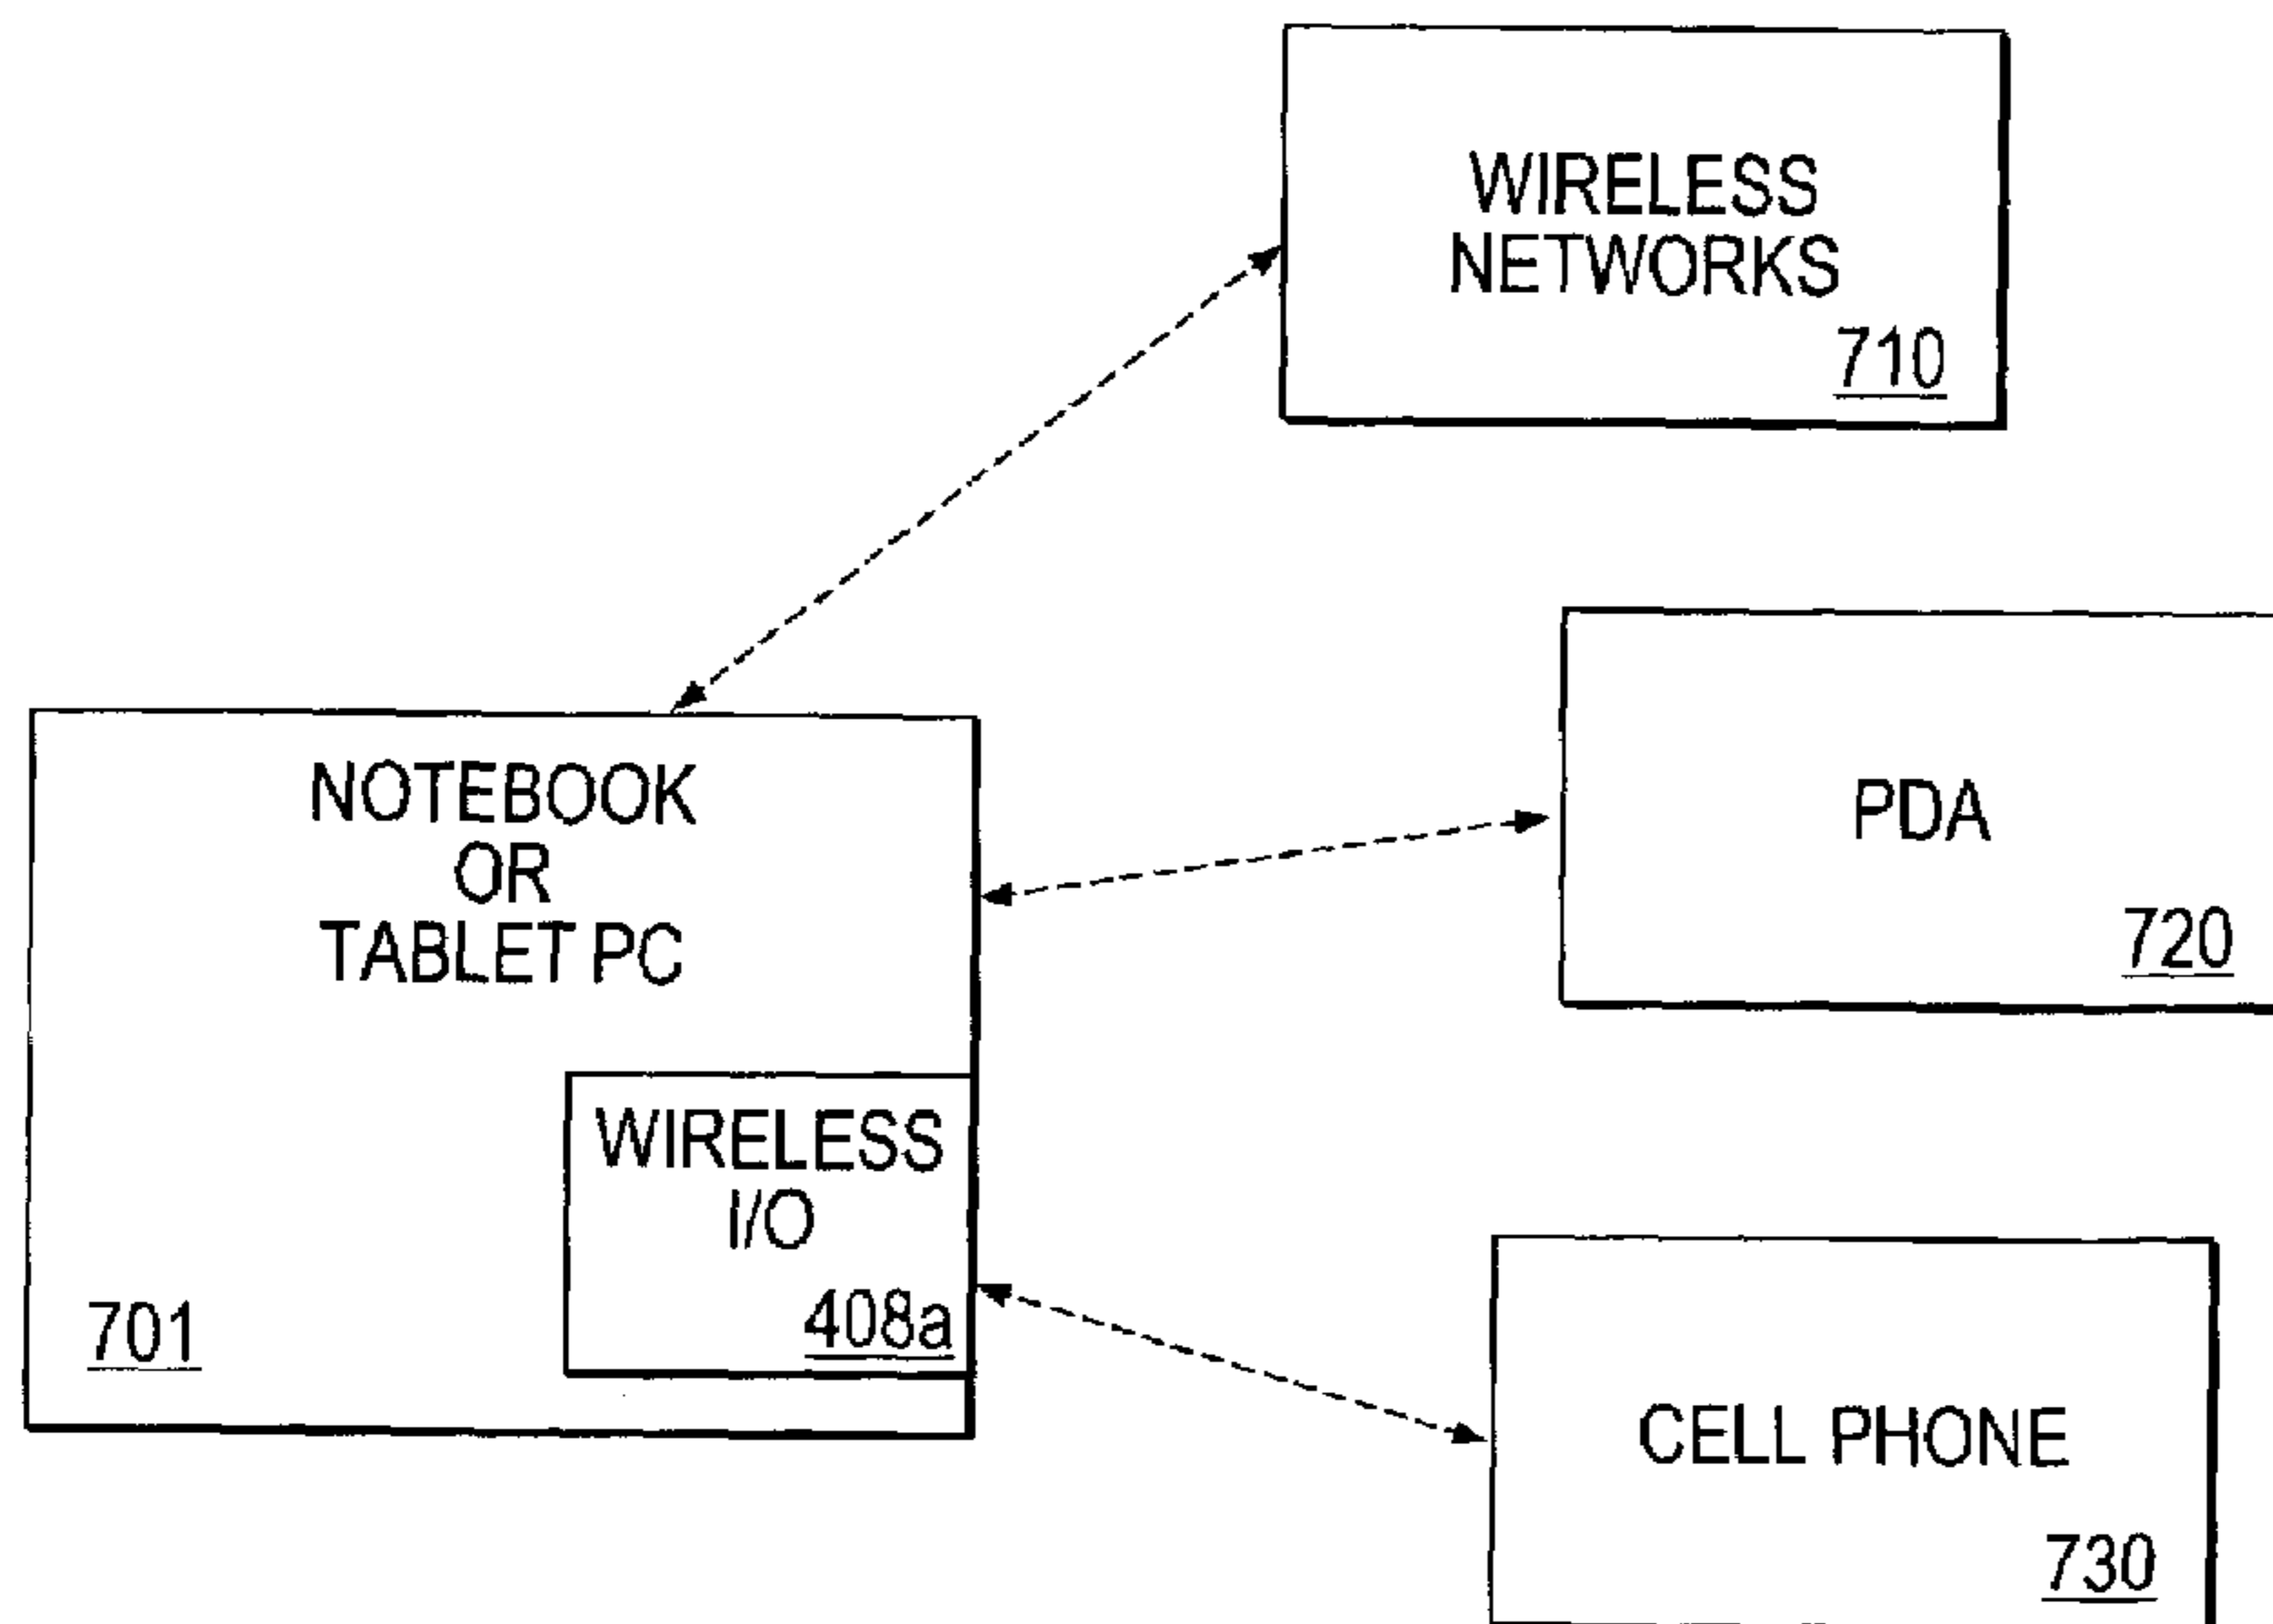 WIRELESS
NETWORKS
710
NOTEBOOK
OR
TABLET PC
701
WIRELESS
I/O
408a
PDA
720
CELL PHONE
730